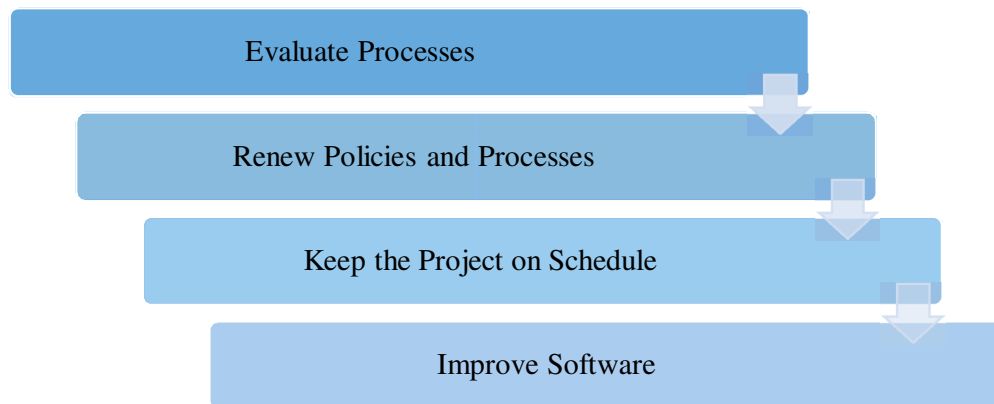 Evaluate Processes
Renew Policies and Processes
Keep the Project on Schedule
Improve Software